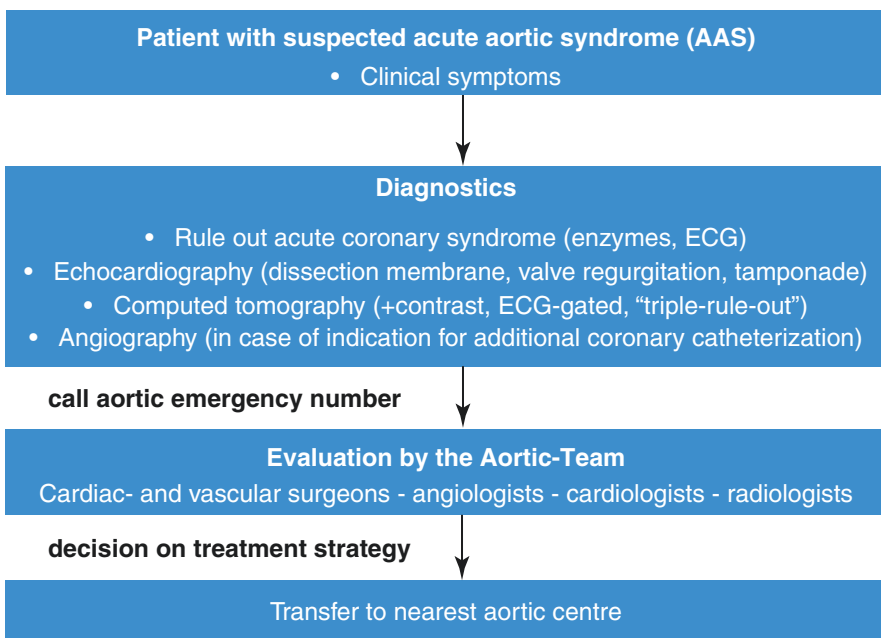 Patient with suspected acute aortic syndrome (AAS)
• Clinical symptoms
Diagnostics
• Rule out acute coronary syndrome (enzymes, ECG)
• Echocardiography (dissection membrane, valve regurgitation, tamponade)
• Computed tomography (+contrast, ECG-gated, “triple-rule-out”)
• Angiography (in case of indication for additional coronary catheterization)
call aortic emergency number
Evaluation by the Aortic-Team
Cardiac- and vascular surgeons - angiologists - cardiologists - radiologists
decision on treatment strategy
Transfer to nearest aortic centre